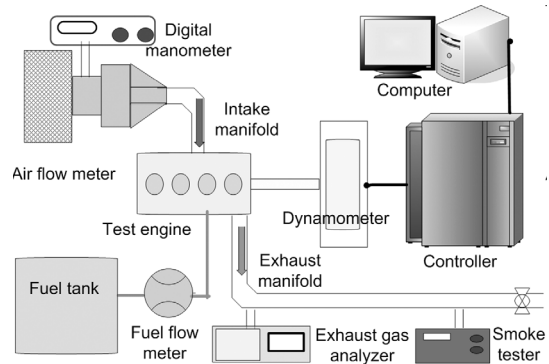 Digital
manometer
Computer
Intake
manifold
Air flow meter
Test engine
Dynamometer
Controller
Exhaust
manifold
Fuel tank
Fuel flow
meter
Exhaust gas
analyzer
Smoke
tester